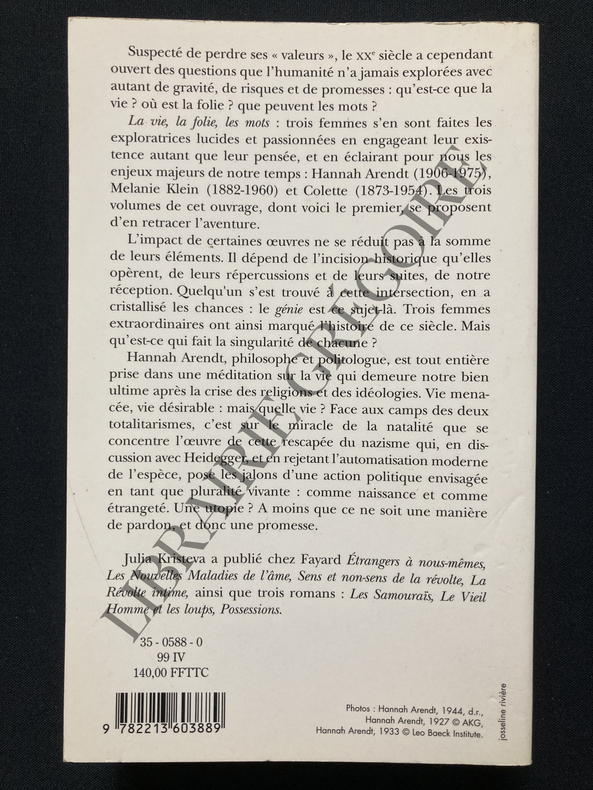 Suspecté de perdre ses « valeurs », le XXe siècle a cependant
ouvert des questions que l'humanité n'a jamais explorées avec
autant de gravité, de risques et de promesses : qu'est-ce que la
vie ? où est la folie ? que peuvent les mots ?
La vie, la folie, les mots : trois femmes s'en sont faites les
exploratrices lucides et passionnées en engageant leur exis-
tence autant que leur pensée, et en éclairant pour nous les
enjeux majeurs de notre temps : Hannah Arendt (1906-1975),
Melanie Klein (1882-1960) et Colette (1873-1954). Les trois
volumes de cet ouvrage, dont voici le premier, se proposent
d'en retracer l'aventure.
L'impact de certaines œuvres ne se réduit pas à la somme
de leurs éléments. Il dépend de l'incision historique qu'elles
opèrent, de leurs répercussions et de leurs suites, de notre
réception. Quelqu'un s'est trouvé à cette intersection, en a
cristallisé les chances : le génie est ce sujet-là. Trois femmes
extraordinaires ont ainsi marqué l'histoire de ce siècle. Mais
qu'est-ce qui fait la singularité de chacune ?
Hannah Arendt, philosophe et politologue, est tout entière
prise dans une méditation sur la vie qui demeure notre bien
ultime après la crise des religions et des idéologies. Vie mena-
cée, vie désirable : mais quelle vie ? Face aux camps des deux
totalitarismes, c'est sur le miracle de la natalité que se
concentre l'œuvre de cette rescapée du nazisme qui, en dis-
cussion avec Heidegger, et en rejetant l'automatisation moderne
de l'espèce, pose les jalons d'une action politique envisagée
en tant que pluralité vivante : comme naissance et comme
étrangeté. Une utopie ? A moins que ce ne soit une manière
de pardon, et donc une promesse.
Julia Kristeva a publié chez Fayard Étrangers à nous-mêmes,
Les Nouvelles Maladies de l'âme, Sens et non-sens de la révolte, La
Révolte intime, ainsi que trois romans : Les Samouraïs, Le Vieil
Homme et les loups, Possessions.
35 - 0588 - 0
99 IV
140,00 FFTTC
9 782213 603889
Photos : Hannah Arendt, 1944, d.r.,
Hannah Arendt, 1927 © AKG,
Hannah Arendt, 1933 © Leo Baeck Institute.
josseline rivière
LIBRAIRIE GRÉGOIRE